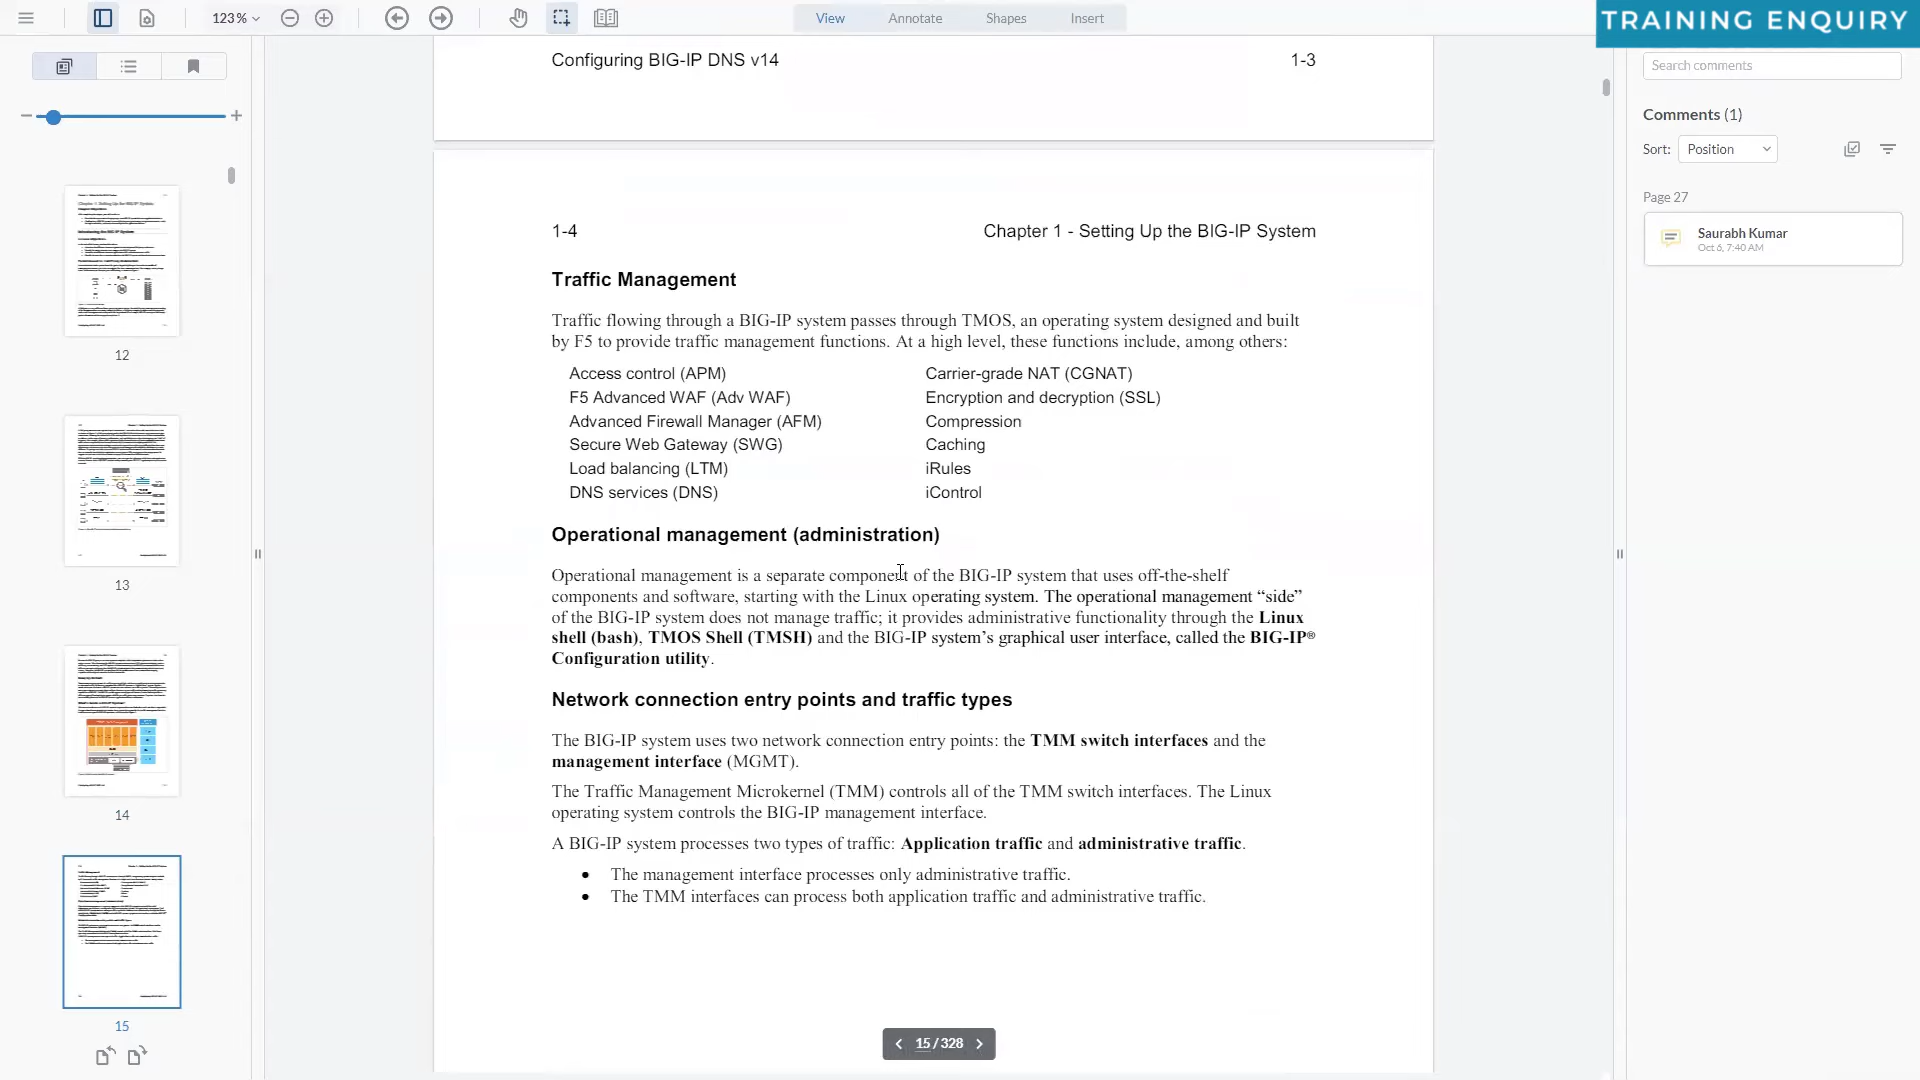 123 %
View
Annotate
Shapes
Insert
TRAINING ENQUIRY
Search comments
Comments (1)
Sort: Position
Page 27
Saurabh Kumar
Oct 6, 7:40 AM
12
13
14
15
Configuring BIG-IP DNS v14 1-3
1-4 Chapter 1 - Setting Up the BIG-IP System
Traffic Management
Traffic flowing through a BIG-IP system passes through TMOS, an operating system designed and built
by F5 to provide traffic management functions. At a high level, these functions include, among others:
Access control (APM) Carrier-grade NAT (CGNAT)
F5 Advanced WAF (Adv WAF) Encryption and decryption (SSL)
Advanced Firewall Manager (AFM) Compression
Secure Web Gateway (SWG) Caching
Load balancing (LTM) iRules
DNS services (DNS) iControl
Operational management (administration)
Operational management is a separate component of the BIG-IP system that uses off-the-shelf
components and software, starting with the Linux operating system. The operational management “side”
of the BIG-IP system does not manage traffic; it provides administrative functionality through the Linux
shell (bash), TMOS Shell (TMSH) and the BIG-IP system’s graphical user interface, called the BIG-IP®
Configuration utility.
Network connection entry points and traffic types
The BIG-IP system uses two network connection entry points: the TMM switch interfaces and the
management interface (MGMT).
The Traffic Management Microkernel (TMM) controls all of the TMM switch interfaces. The Linux
operating system controls the BIG-IP management interface.
A BIG-IP system processes two types of traffic: Application traffic and administrative traffic.
• The management interface processes only administrative traffic.
• The TMM interfaces can process both application traffic and administrative traffic.
15 / 328